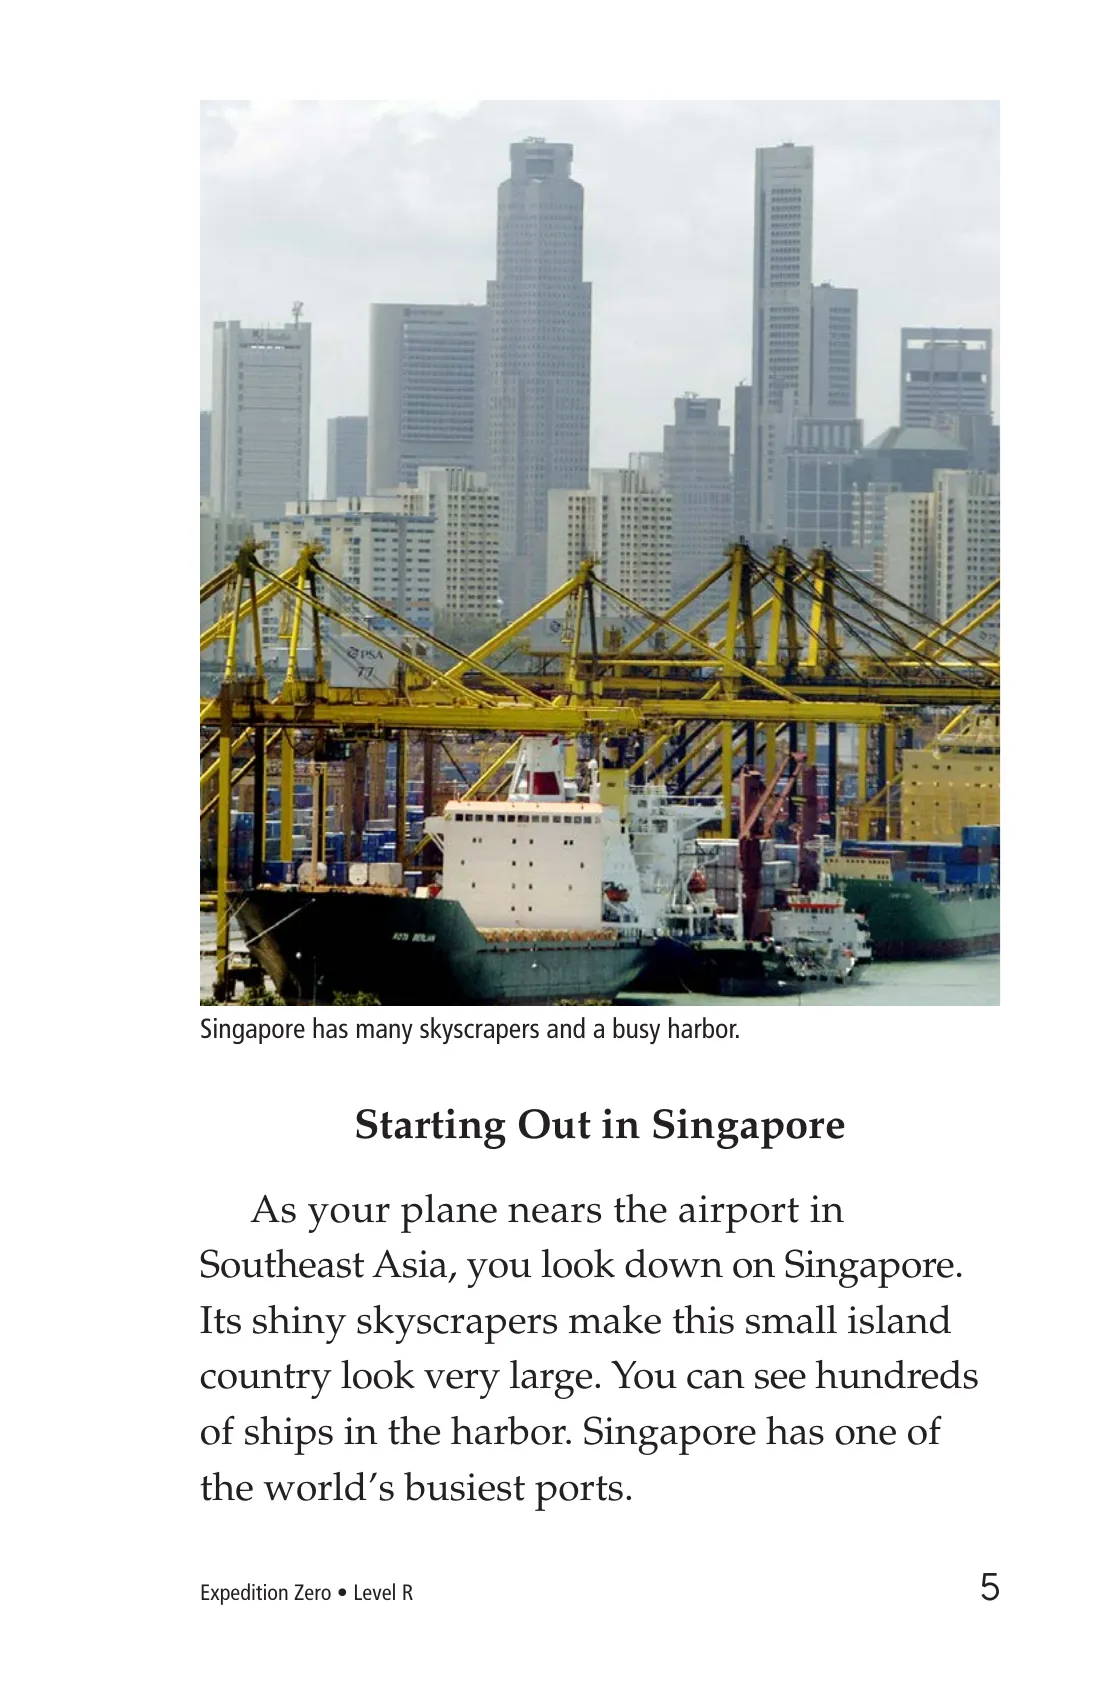 PSA
77
KOTA BERLIAN
Singapore has many skyscrapers and a busy harbor.
Starting Out in Singapore
As your plane nears the airport in
Southeast Asia, you look down on Singapore.
Its shiny skyscrapers make this small island
country look very large. You can see hundreds
of ships in the harbor. Singapore has one of
the world’s busiest ports.
Expedition Zero • Level R
5